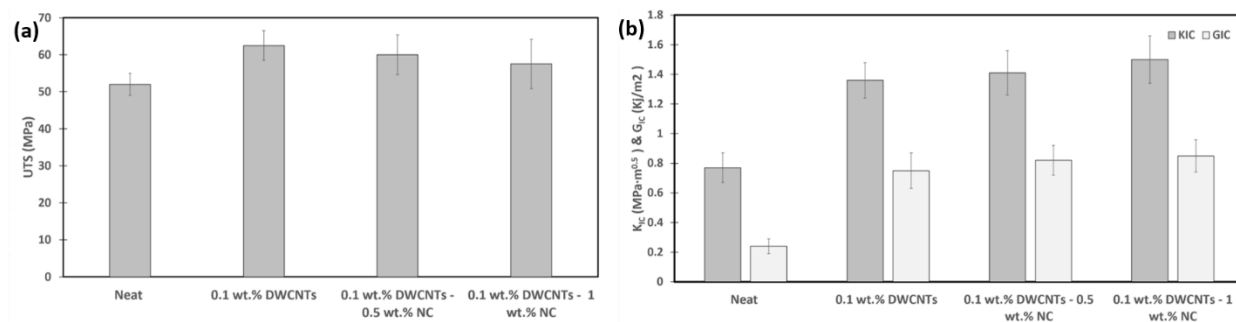 (a)
70
60
50
40
30
20
10
0
UTS (MPa)
Neat
0.1 wt.% DWCNTs
0.1 wt.% DWCNTs -
0.5 wt.% NC
0.1 wt.% DWCNTs - 1
wt.% NC
(b)
1.8
1.6
1.4
1.2
1
0.8
0.6
0.4
0.2
0
K_IC (MPa·m^0.5) & G_IC (Kj/m2)
KIC
GIC
Neat
0.1 wt.% DWCNTs
0.1 wt.% DWCNTs - 0.5
wt.% NC
0.1 wt.% DWCNTs - 1
wt.% NC